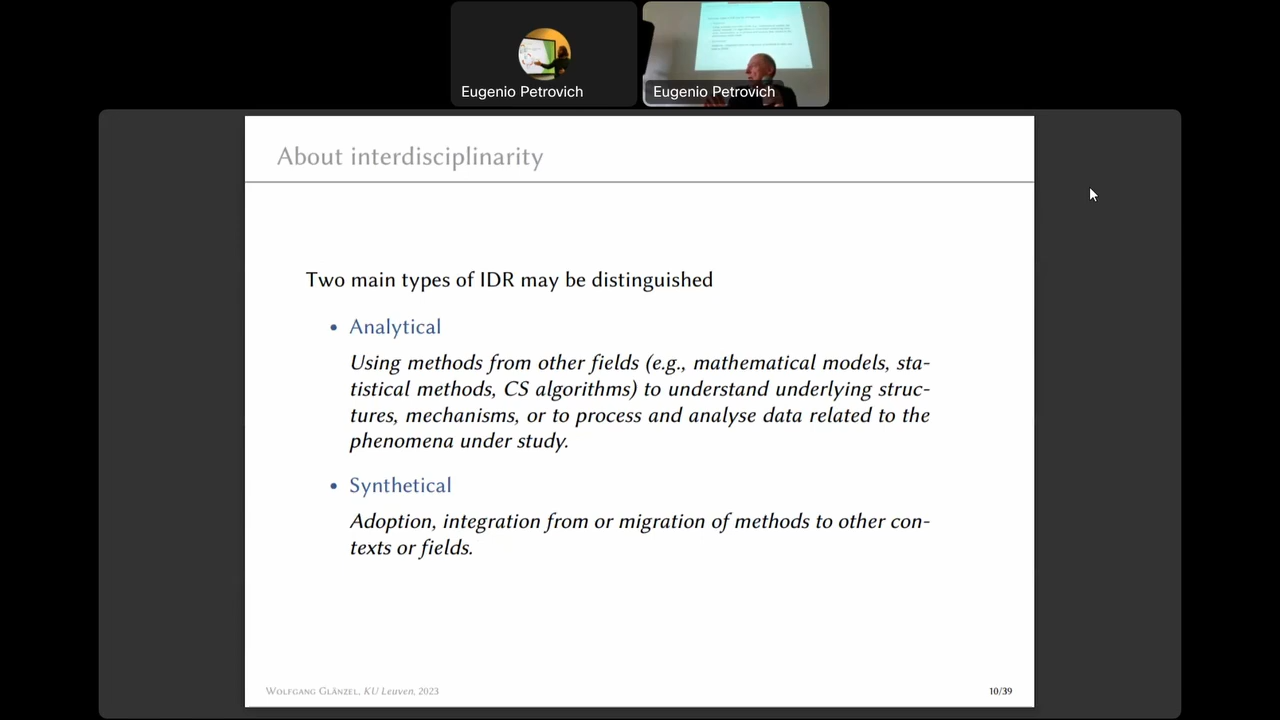 Eugenio Petrovich
Eugenio Petrovich
About interdisciplinarity
Two main types of IDR may be distinguished
• Analytical
Using methods from other fields (e.g., mathematical models, sta-
tistical methods, CS algorithms) to understand underlying struc-
tures, mechanisms, or to process and analyse data related to the
phenomena under study.
• Synthetical
Adoption, integration from or migration of methods to other con-
texts or fields.
Wolfgang Glänzel, KU Leuven, 2023
10/39